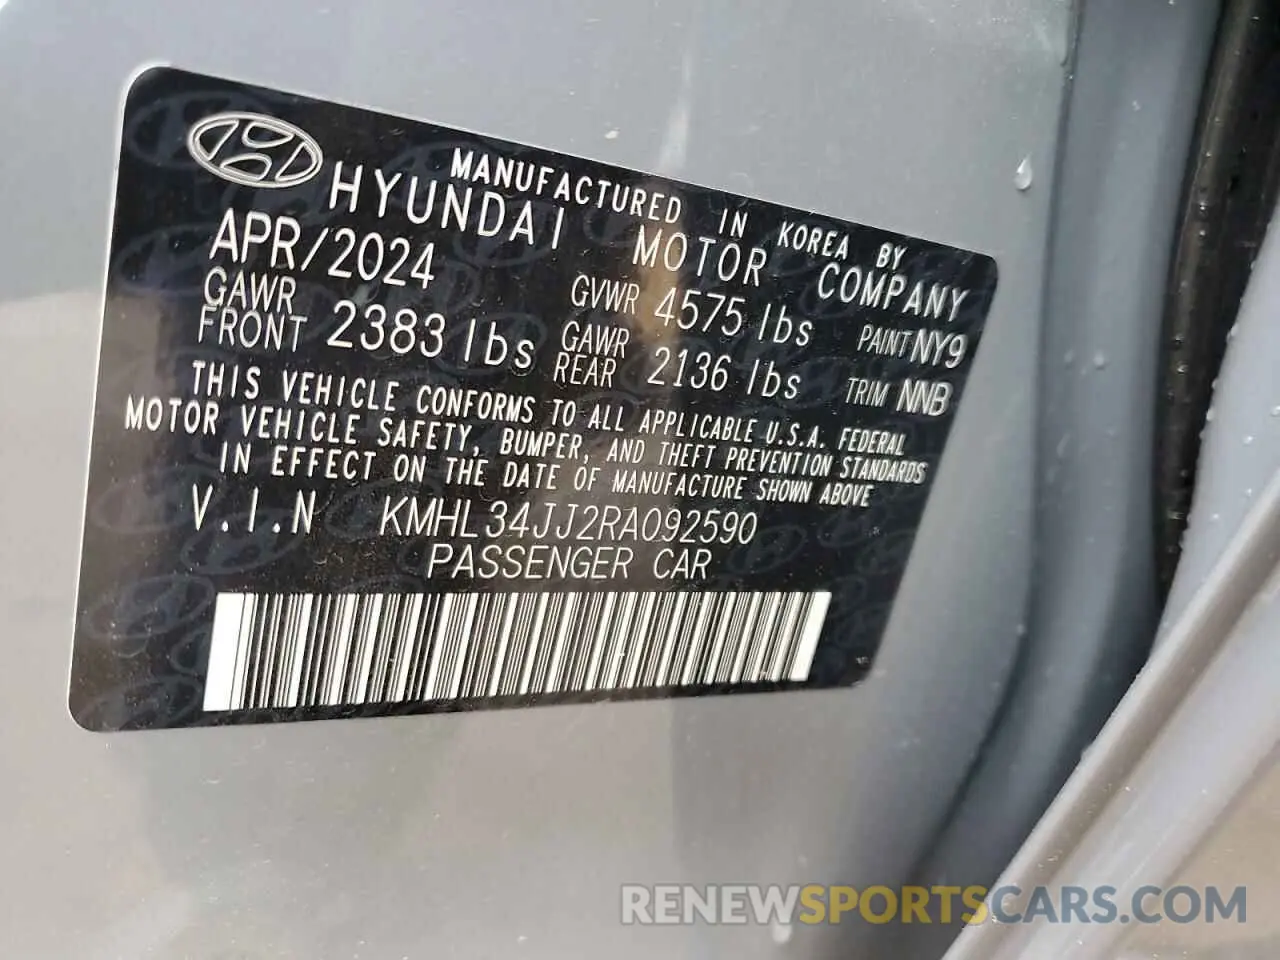 MANUFACTURED IN KOREA BY
HYUNDAI MOTOR COMPANY
APR/2024 GVWR 4575 lbs PAINT NY9
GAWR FRONT 2383 lbs GAWR REAR 2136 lbs TRIM NNB
THIS VEHICLE CONFORMS TO ALL APPLICABLE U.S.A. FEDERAL
MOTOR VEHICLE SAFETY, BUMPER, AND THEFT PREVENTION STANDARDS
IN EFFECT ON THE DATE OF MANUFACTURE SHOWN ABOVE
V.I.N KMHL34JJ2RA092590
PASSENGER CAR
RENEWSPORTSCARS.COM